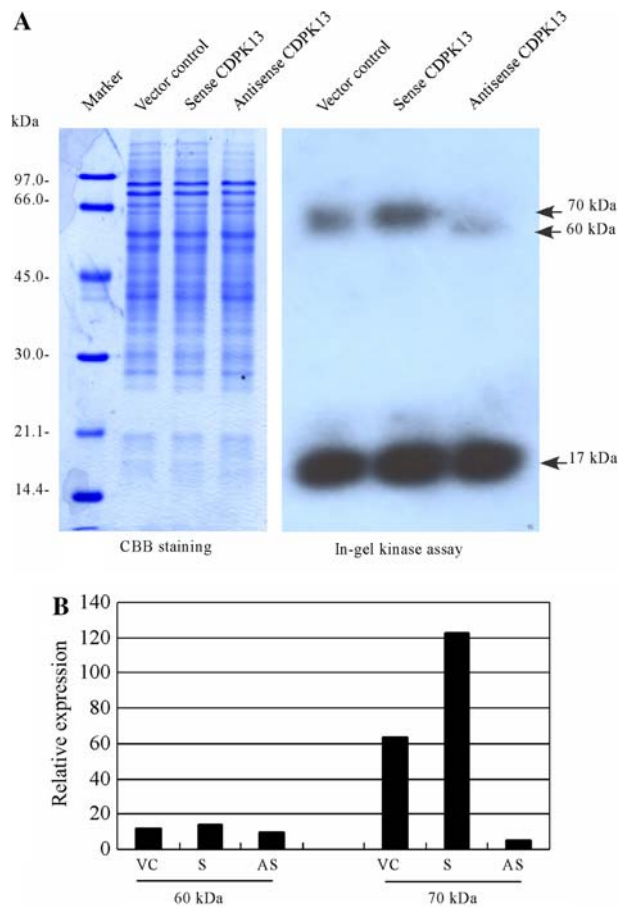 A
Marker
Vector control
Sense CDPK13
Antisense CDPK13
Vector control
Sense CDPK13
Antisense CDPK13
kDa
97.0-
66.0-
45.0-
30.0-
21.1-
14.4-
70 kDa
60 kDa
17 kDa
CBB staining
In-gel kinase assay
B
Relative expression
140
120
100
80
60
40
20
0
VC S AS VC S AS
60 kDa 70 kDa